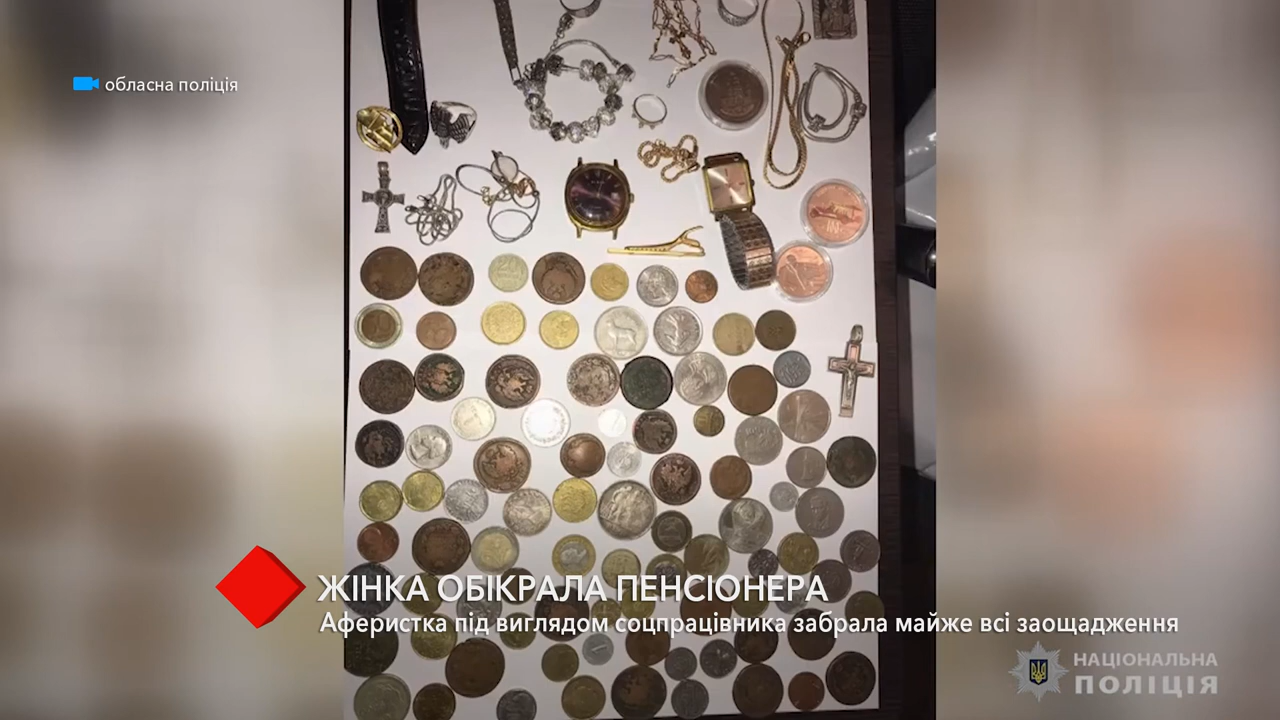 обласна поліція
ЖІНКА ОБІКРАЛА ПЕНСІОНЕРА
Аферистка під виглядом соцпрацівника забрала майже всі заощадження
НАЦІОНАЛЬНА
ПОЛІЦІЯ